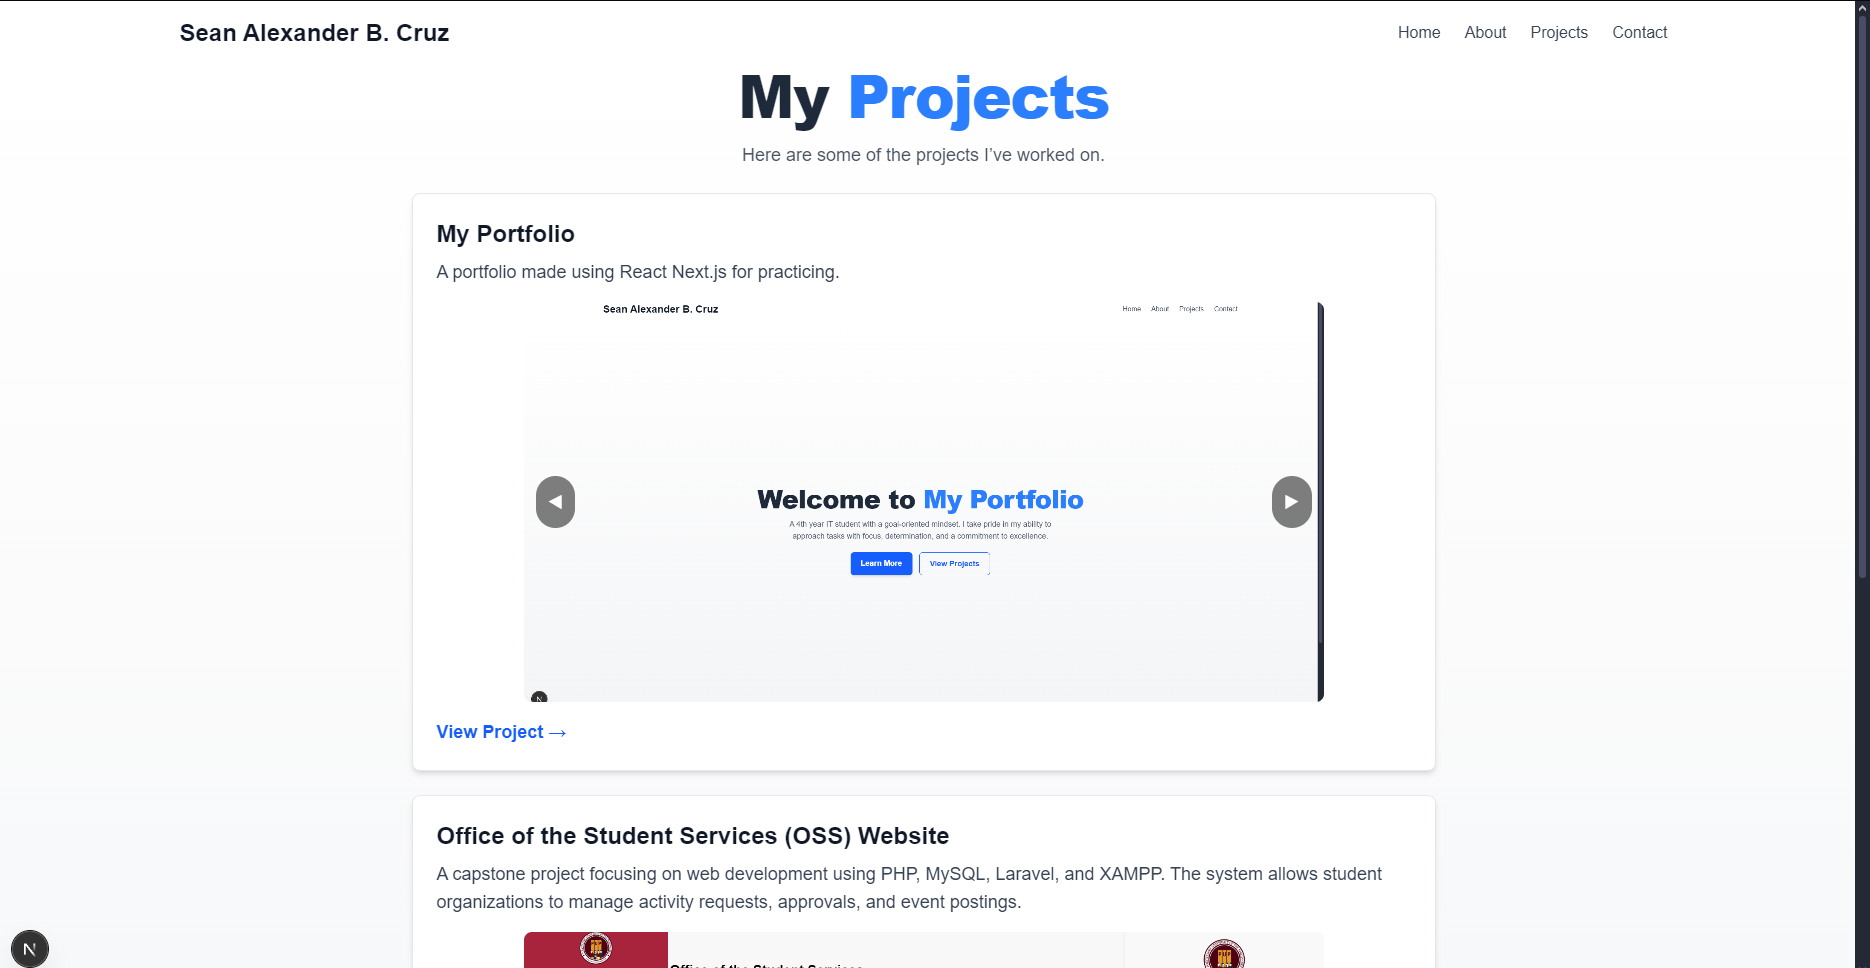 Sean Alexander B. Cruz
Home About Projects Contact
My Projects
Here are some of the projects I’ve worked on.
My Portfolio
A portfolio made using React Next.js for practicing.
Sean Alexander B. Cruz
Home About Projects Contact
Welcome to My Portfolio
A 4th year IT student with a goal-oriented mindset. I take pride in my ability to
approach tasks with focus, determination, and a commitment to excellence.
Learn More View Projects
N
View Project →
Office of the Student Services (OSS) Website
A capstone project focusing on web development using PHP, MySQL, Laravel, and XAMPP. The system allows student
organizations to manage activity requests, approvals, and event postings.
Office of the Student Services
N